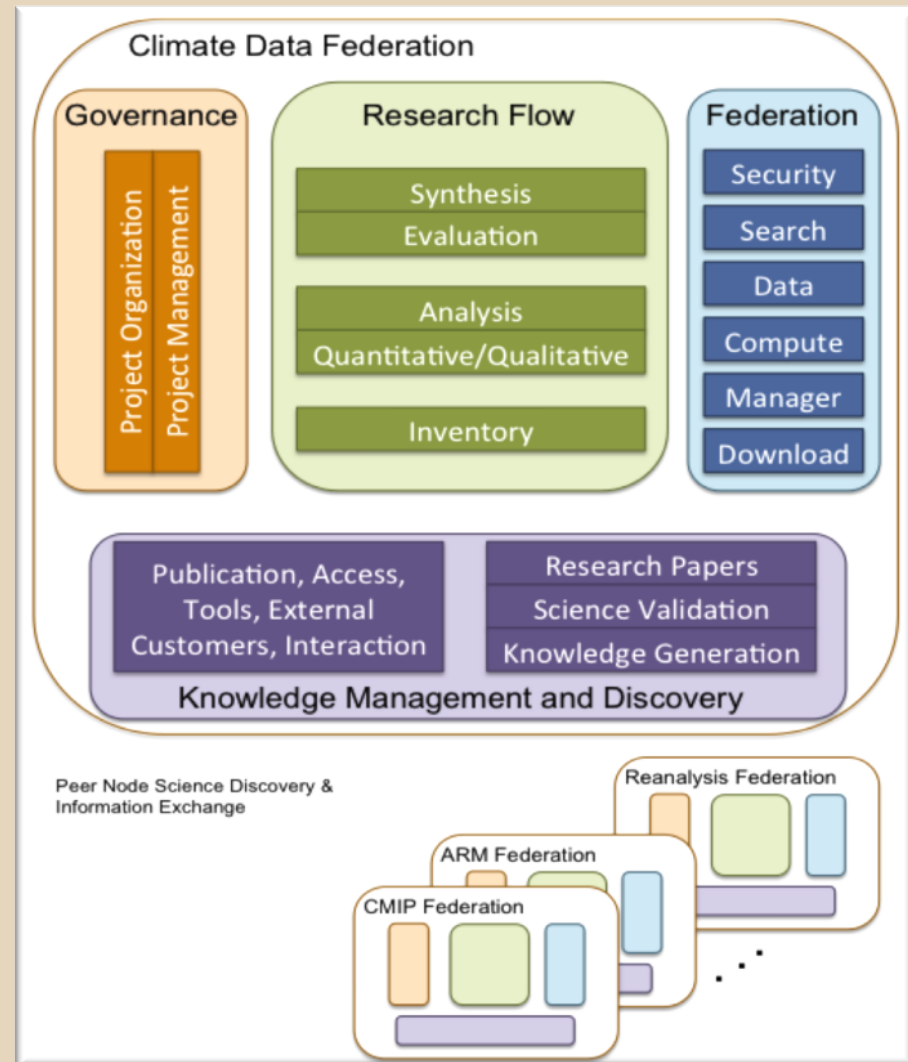 Climate Data Federation
Governance
Project Organization
Project Management
Research Flow
Synthesis
Evaluation
Analysis
Quantitative/Qualitative
Inventory
Federation
Security
Search
Data
Compute
Manager
Download
Publication, Access,
Tools, External
Customers, Interaction
Research Papers
Science Validation
Knowledge Generation
Knowledge Management and Discovery
Peer Node Science Discovery &
Information Exchange
Reanalysis Federation
ARM Federation
CMIP Federation